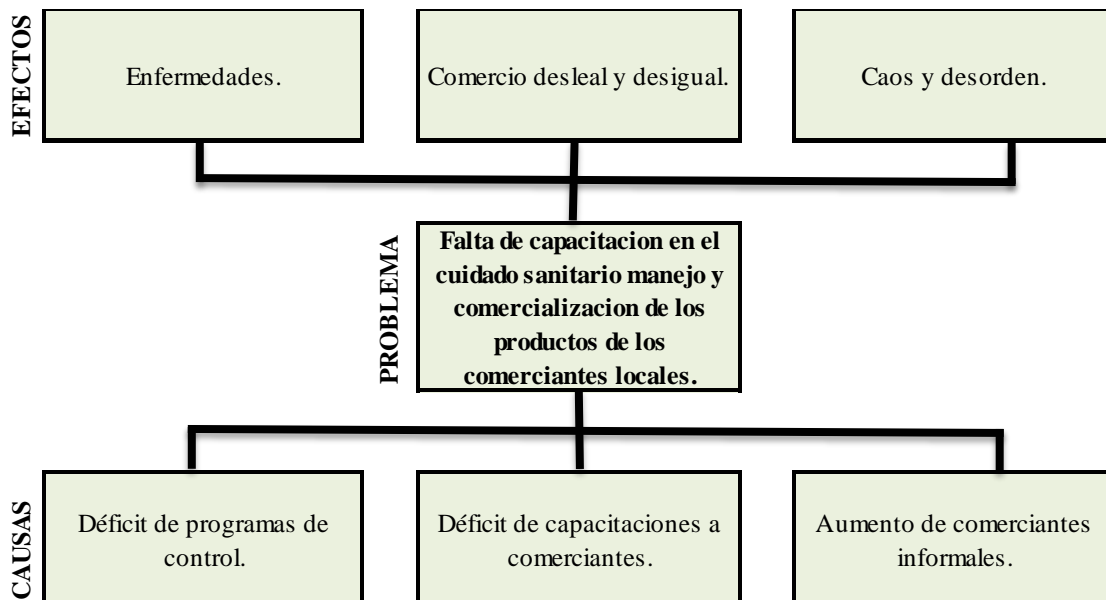 EFECTOS
Enfermedades.
Comercio desleal y desigual.
Caos y desorden.
PROBLEMA
Falta de capacitacion en el
cuidado sanitario manejo y
comercializacion de los
productos de los
comerciantes locales.
CAUSAS
Déficit de programas de
control.
Déficit de capacitaciones a
comerciantes.
Aumento de comerciantes
informales.